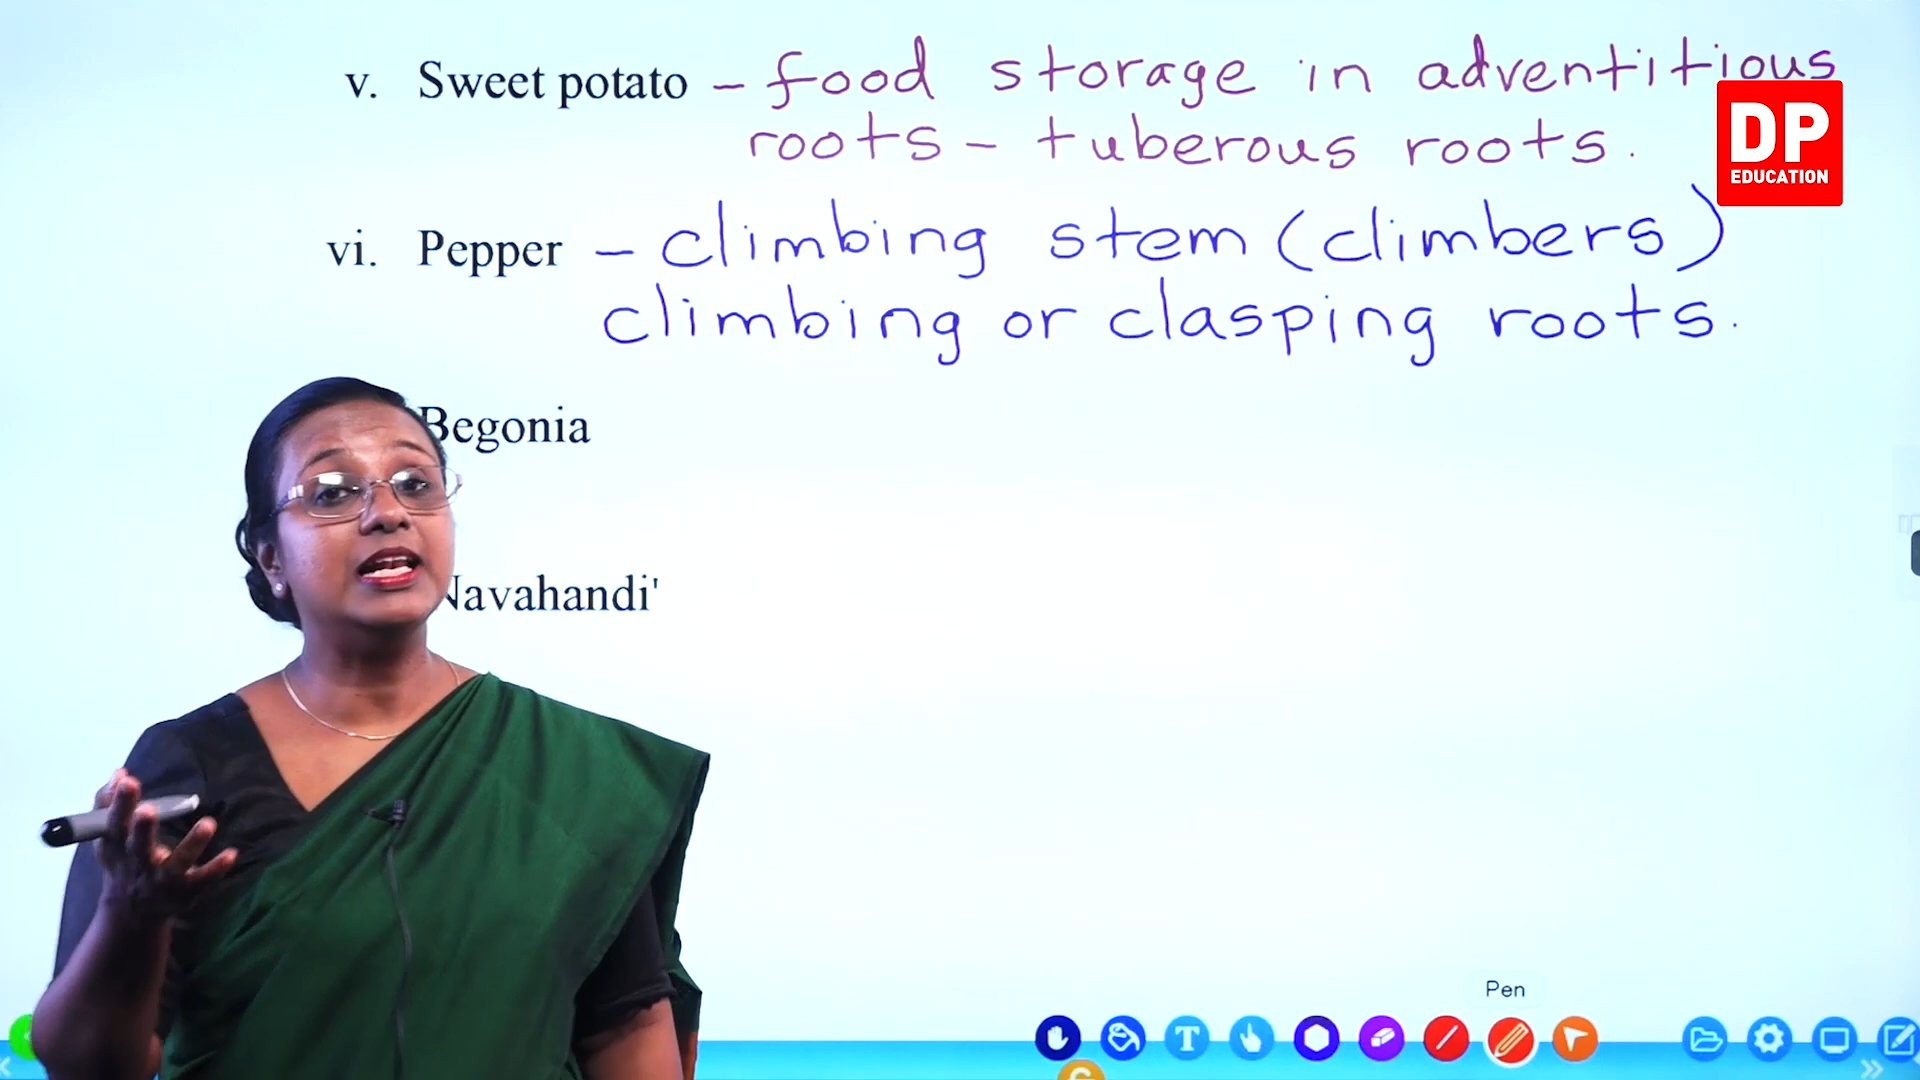 v. Sweet potato - food storage in adventitious
roots - tuberous roots.
DP
EDUCATION
vi. Pepper - climbing stem (climbers)
climbing or clasping roots.
Begonia
Navahandi'
Pen